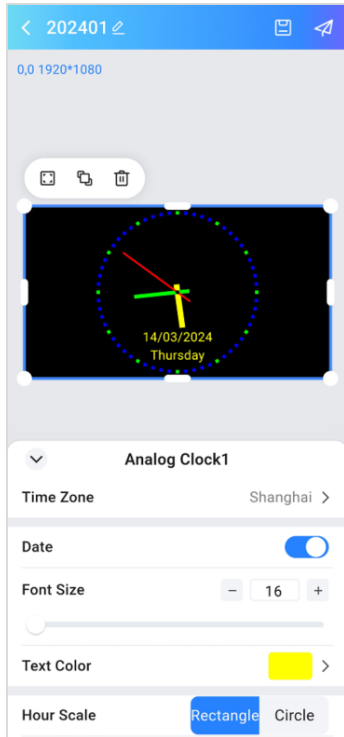 202401
0,0 1920*1080
14/03/2024
Thursday
Analog Clock1
Time Zone Shanghai
Date
Font Size - 16 +
Text Color
Hour Scale Rectangle Circle